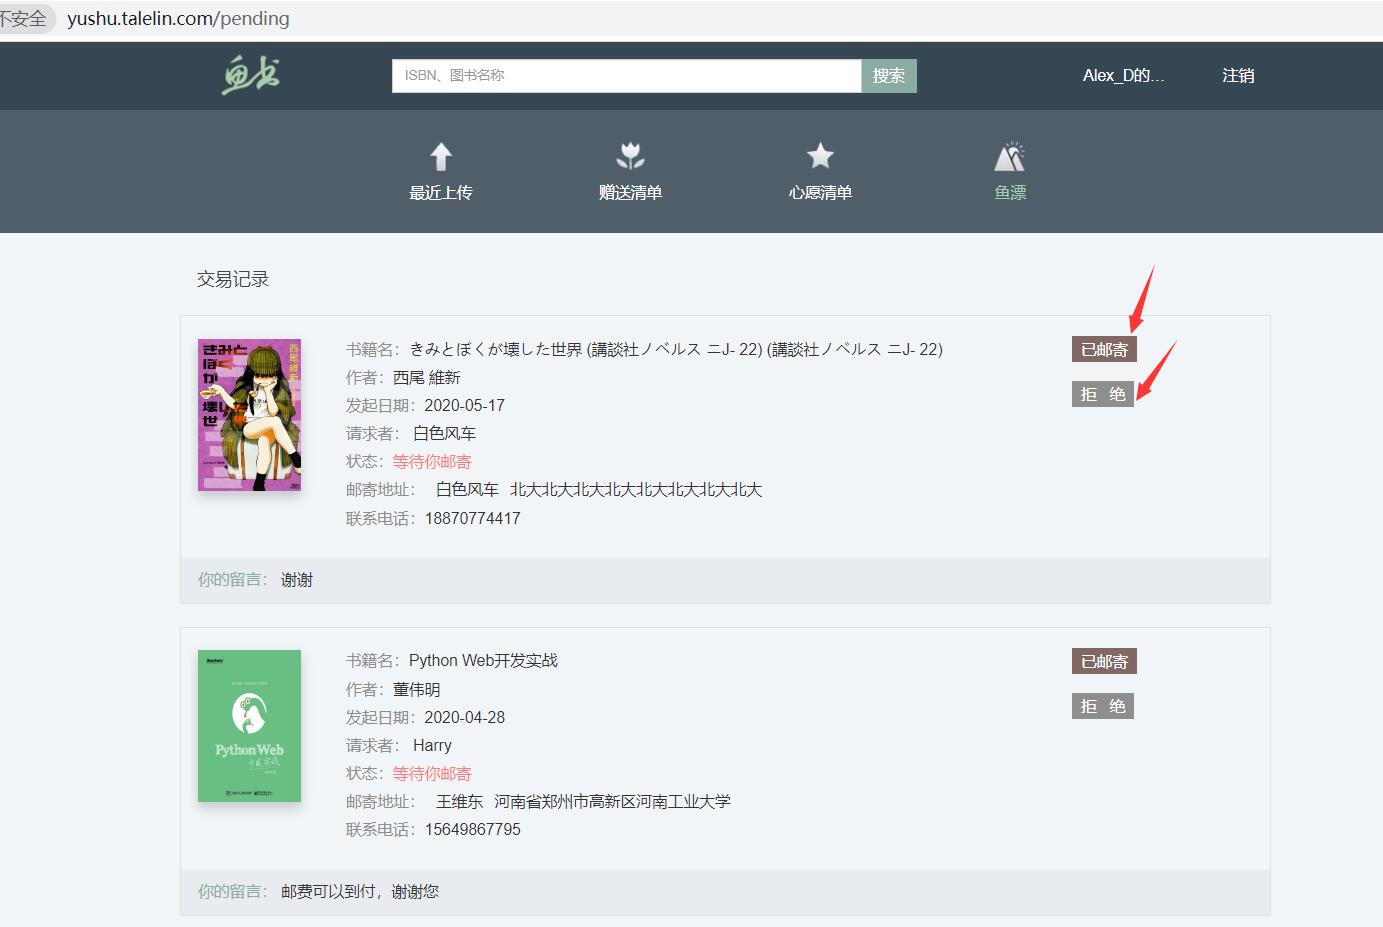 不安全 yushu.talelin.com/pending
鱼书 ISBN、图书名称 搜索 Alex_D的... 注销
最近上传 赠送清单 心愿清单 鱼漂
交易记录
きみと
ぼく
が
壊した
世
西尾維新
书籍名：きみとぼくが壊した世界 (講談社ノベルス ニJ- 22) (講談社ノベルス ニJ- 22)
作者：西尾 維新
发起日期：2020-05-17
请求者： 白色风车
状态：等待你邮寄
邮寄地址： 白色风车 北大北大北大北大北大北大北大北大
联系电话：18870774417
已邮寄
拒 绝
你的留言： 谢谢
Python Web
书籍名：Python Web开发实战
作者：董伟明
发起日期：2020-04-28
请求者： Harry
状态：等待你邮寄
邮寄地址： 王维东 河南省郑州市高新区河南工业大学
联系电话：15649867795
已邮寄
拒 绝
你的留言： 邮费可以到付，谢谢您